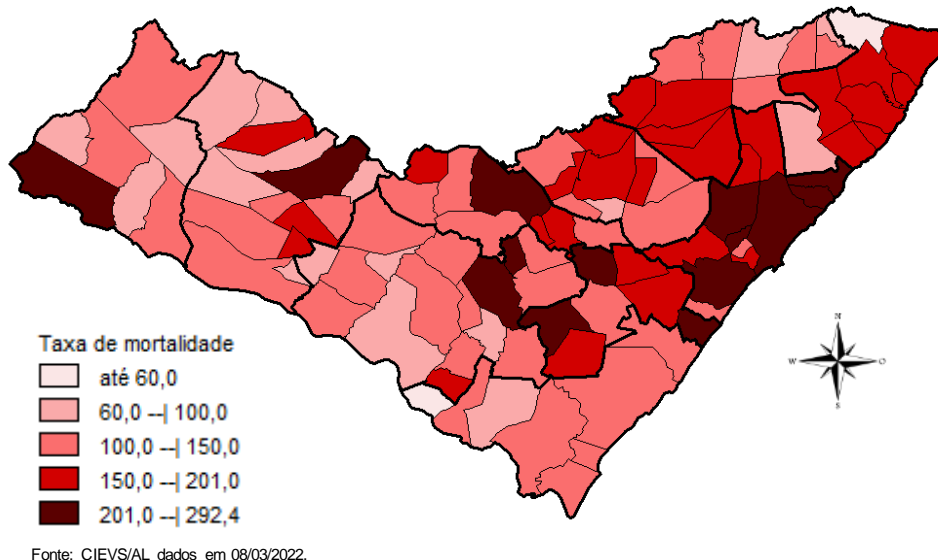 N
W
O
S
Taxa de mortalidade
até 60,0
60,0 --| 100,0
100,0 --| 150,0
150,0 --| 201,0
201,0 --| 292,4
Fonte: CIEVS/AL dados em 08/03/2022.